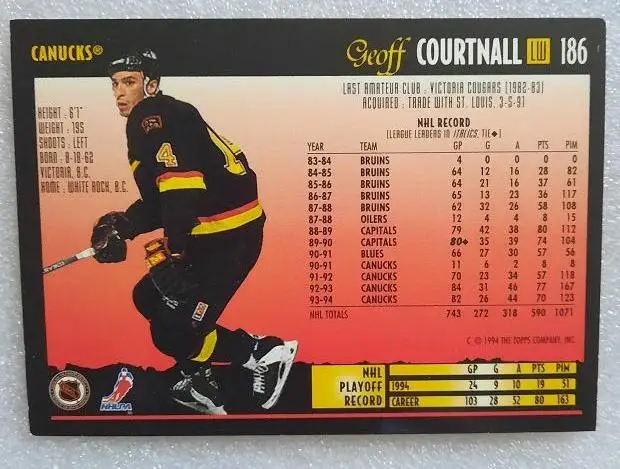 CANUCKS®
Geoff COURTNALL LW 186
LAST AMATEUR CLUB : VICTORIA COUGARS (1982-83)
ACQUIRED : TRADE WITH ST. LOUIS, 3-5-91
HEIGHT : 6'1"
WEIGHT : 195
SHOOTS : LEFT
BORN : 8-18-62
VICTORIA, B.C.
HOME : WHITE ROCK, B.C.
4
4
NHL RECORD
(LEAGUE LEADERS IN ITALICS, TIE◆)
YEAR TEAM GP G A PTS PIM
83-84 BRUINS 4 0 0 0 0
84-85 BRUINS 64 12 16 28 82
85-86 BRUINS 64 21 16 37 61
86-87 BRUINS 65 13 23 36 117
87-88 BRUINS 62 32 26 58 108
87-88 OILERS 12 4 4 8 15
88-89 CAPITALS 79 42 38 80 112
89-90 CAPITALS 80◆ 35 39 74 104
90-91 BLUES 66 27 30 57 56
90-91 CANUCKS 11 6 2 8 8
91-92 CANUCKS 70 23 34 57 118
92-93 CANUCKS 84 31 46 77 167
93-94 CANUCKS 82 26 44 70 123
NHL TOTALS 743 272 318 590 1071
© 1994 THE TOPPS COMPANY, INC.
NHL PLAYOFF RECORD
GP G A PTS PIM
1994 24 9 10 19 51
CAREER 103 28 52 80 163
NHL
NHLPA